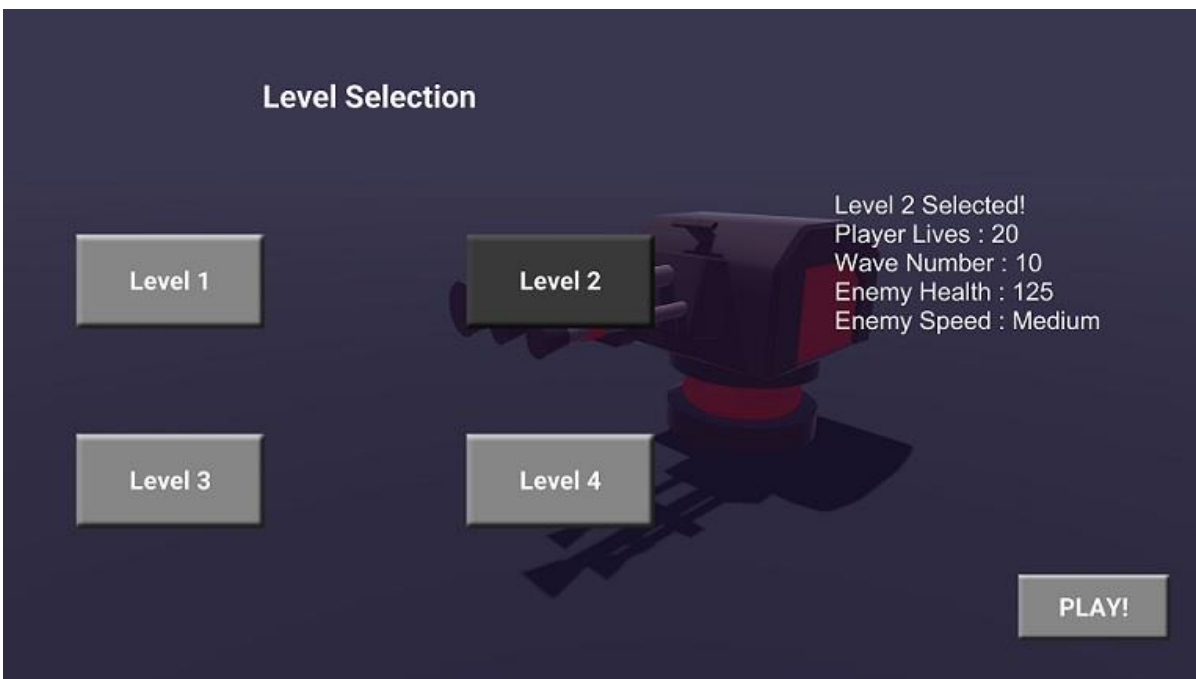 Level Selection
Level 2 Selected!
Player Lives : 20
Wave Number : 10
Enemy Health : 125
Enemy Speed : Medium
Level 1
Level 2
Level 3
Level 4
PLAY!